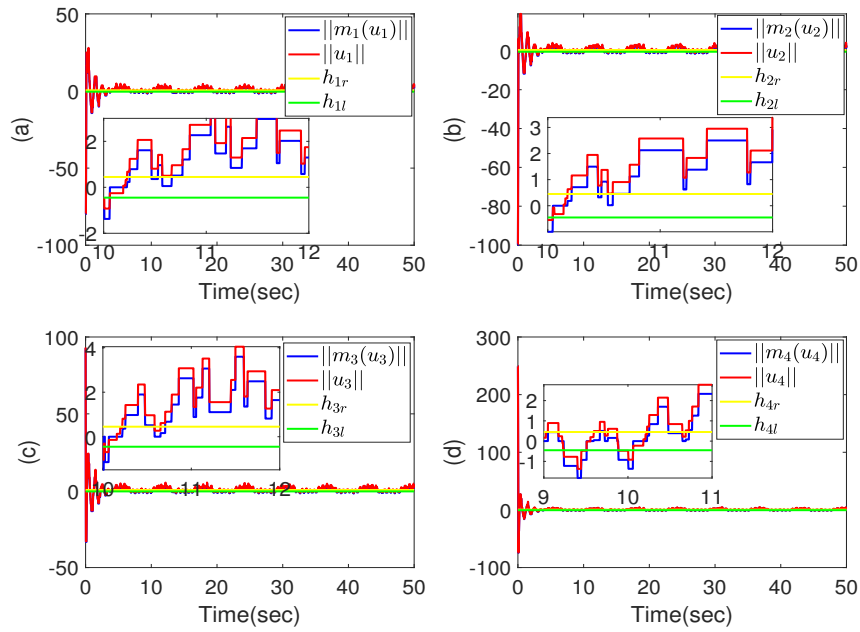 50
0
-50
-100
(a)
0 10 20 30 40 50
Time(sec)
||m₁(u₁)||
||u₁||
h₁ᵣ
h₁ₗ
2
0
-2
10 11 12
0
-20
-40
-60
-80
-100
(b)
0 10 20 30 40 50
Time(sec)
||m₂(u₂)||
||u₂||
h₂ᵣ
h₂ₗ
3
2
1
0
10 11 12
100
50
0
-50
(c)
0 10 20 30 40 50
Time(sec)
||m₃(u₃)||
||u₃||
h₃ᵣ
h₃ₗ
4
2
0
10 11 12
300
200
100
0
-100
(d)
0 10 20 30 40 50
Time(sec)
||m₄(u₄)||
||u₄||
h₄ᵣ
h₄ₗ
2
1
0
-1
9 10 11